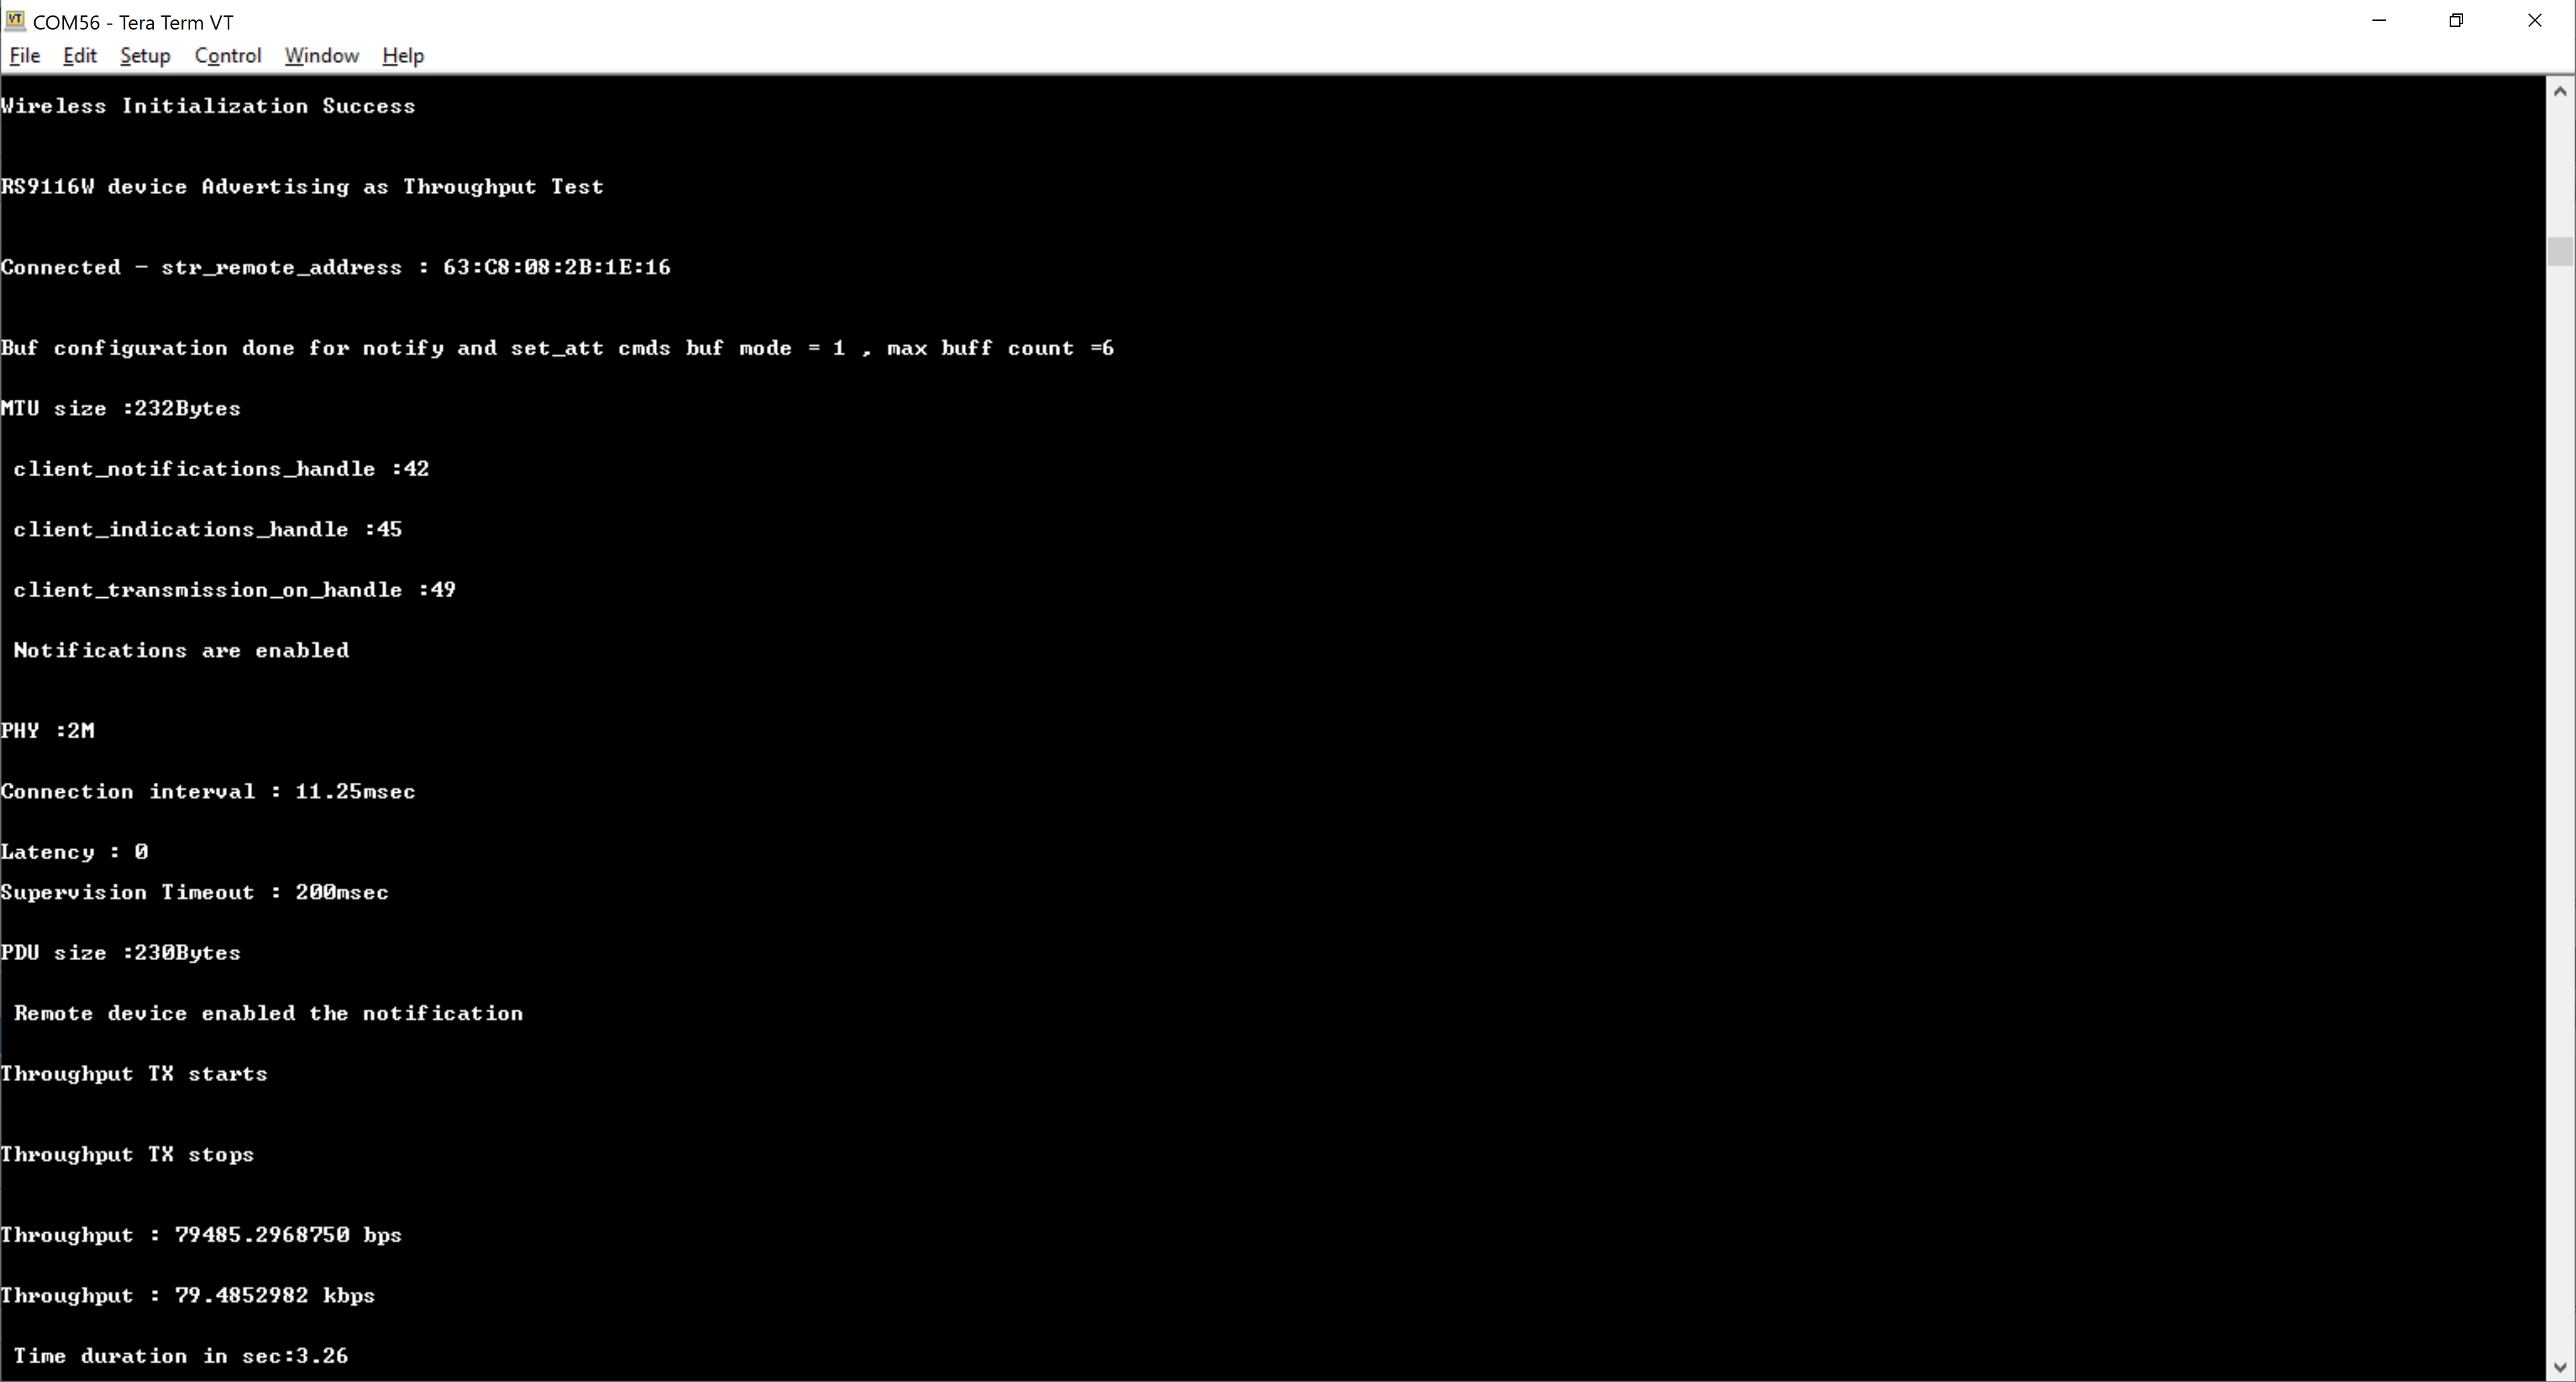 COM56 - Tera Term VT
File Edit Setup Control Window Help
Wireless Initialization Success
RS9116W device Advertising as Throughput Test
Connected - str_remote_address : 63:C8:08:2B:1E:16
Buf configuration done for notify and set_att cmds buf mode = 1 , max buff count =6
MTU size :232Bytes
client_notifications_handle :42
client_indications_handle :45
client_transmission_on_handle :49
Notifications are enabled
PHY :2M
Connection interval : 11.25msec
Latency : 0
Supervision Timeout : 200msec
PDU size :230Bytes
Remote device enabled the notification
Throughput TX starts
Throughput TX stops
Throughput : 79485.2968750 bps
Throughput : 79.4852982 kbps
Time duration in sec:3.26